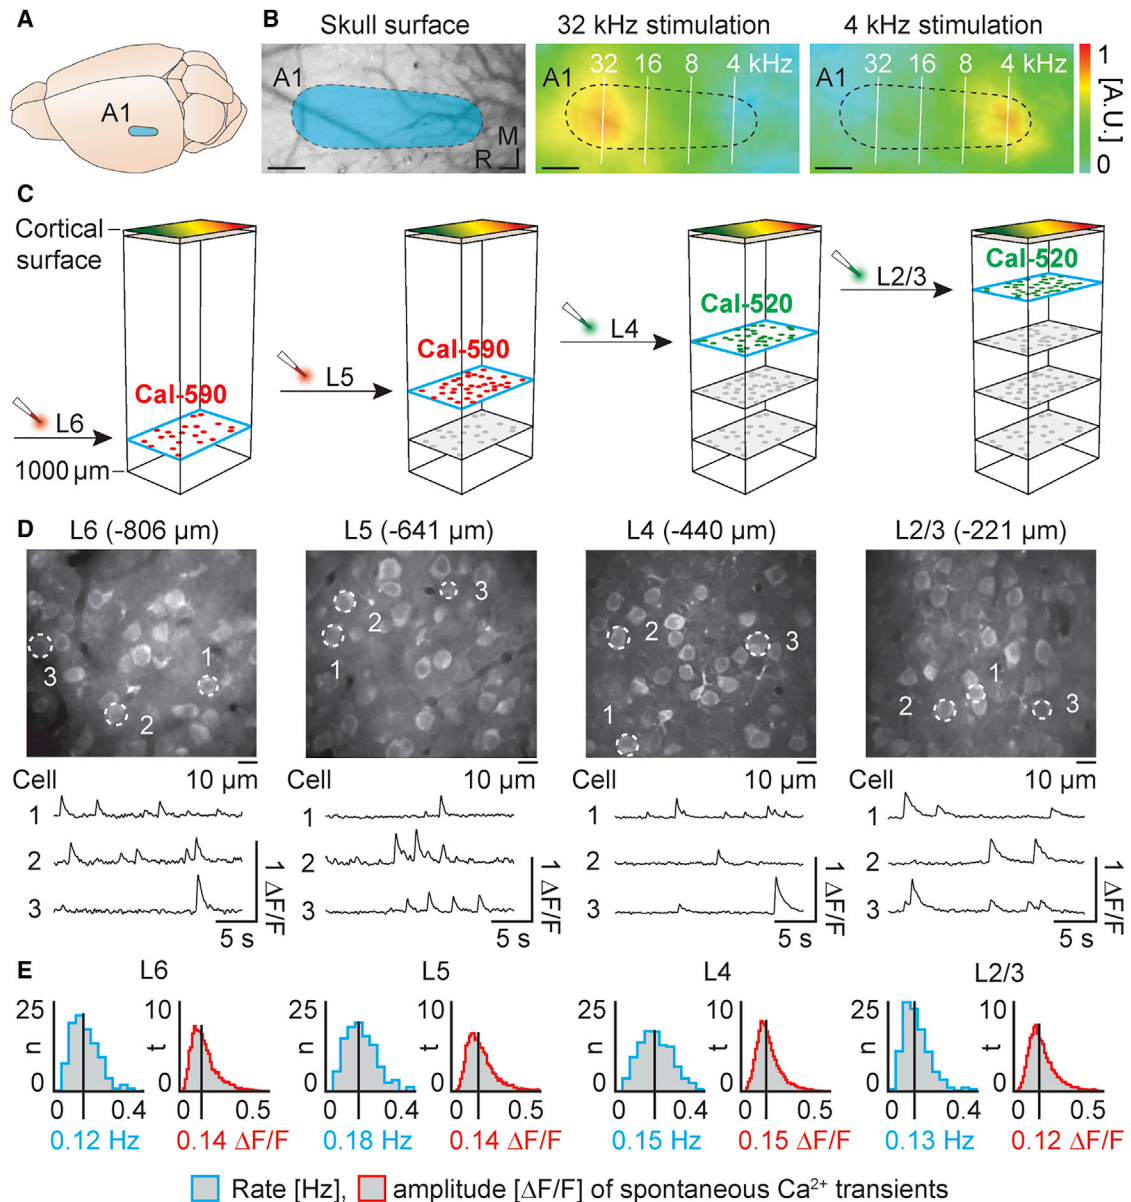 A
A1
B
Skull surface
32 kHz stimulation
4 kHz stimulation
A1
M
R
A1
32 16 8 4 kHz
A1
32 16 8 4 kHz
1
[A.U.]
0
C
Cortical
surface
Cal-590
L6
1000 µm
Cal-590
L5
Cal-520
L4
Cal-520
L2/3
D
L6 (-806 µm)
L5 (-641 µm)
L4 (-440 µm)
L2/3 (-221 µm)
1
2
3
1
2
3
1
2
3
1
2
3
Cell
10 µm
Cell
10 µm
Cell
10 µm
Cell
10 µm
1
2
3
1 ΔF/F
5 s
1
2
3
1 ΔF/F
5 s
1
2
3
1 ΔF/F
5 s
1
2
3
1 ΔF/F
5 s
E
L6
L5
L4
L2/3
25
n
0
0 0.4
0.12 Hz
10
t
0
0 0.5
0.14 ΔF/F
25
n
0
0 0.4
0.18 Hz
10
t
0
0 0.5
0.14 ΔF/F
25
n
0
0 0.4
0.15 Hz
10
t
0
0 0.5
0.15 ΔF/F
25
n
0
0 0.4
0.13 Hz
10
t
0
0 0.5
0.12 ΔF/F
Rate [Hz], amplitude [ΔF/F] of spontaneous Ca²⁺ transients